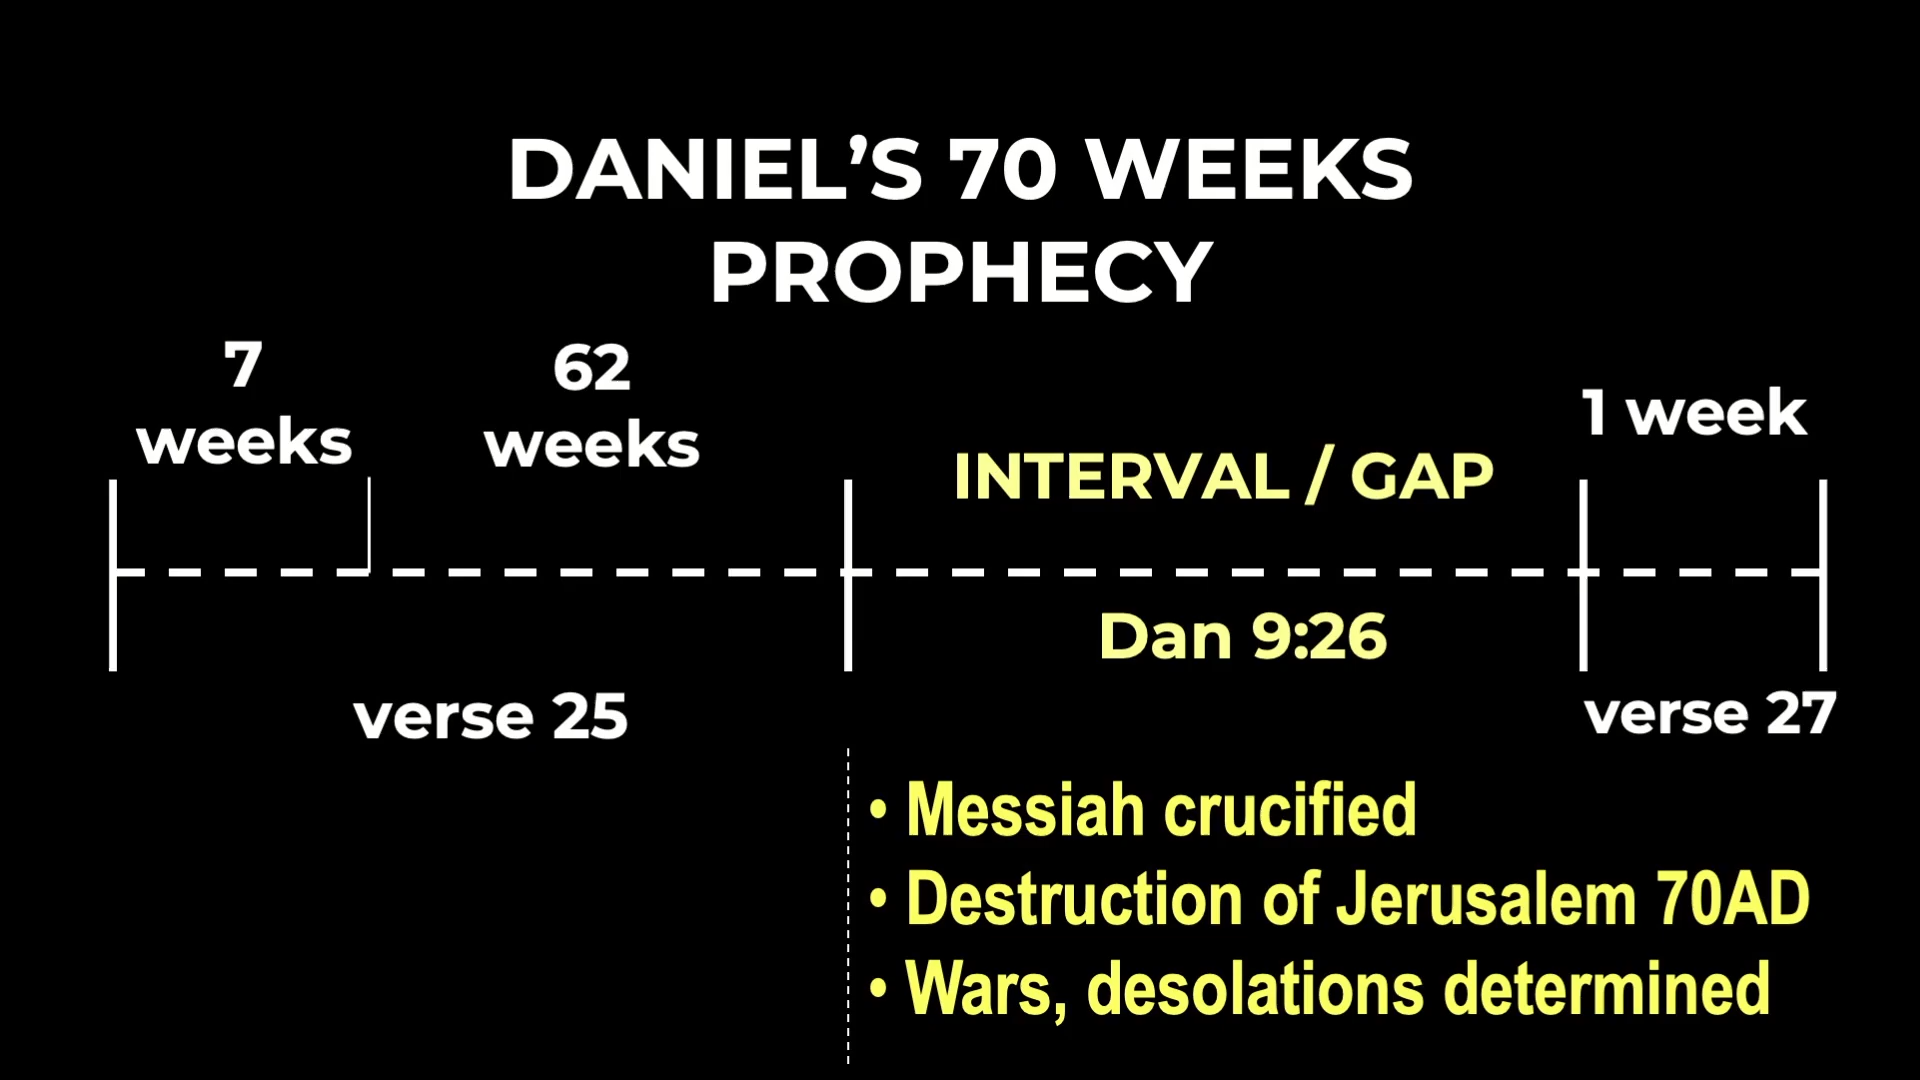 DANIEL’S 70 WEEKS
PROPHECY
7
weeks
62
weeks
INTERVAL / GAP
1 week
Dan 9:26
verse 25
verse 27
• Messiah crucified
• Destruction of Jerusalem 70AD
• Wars, desolations determined